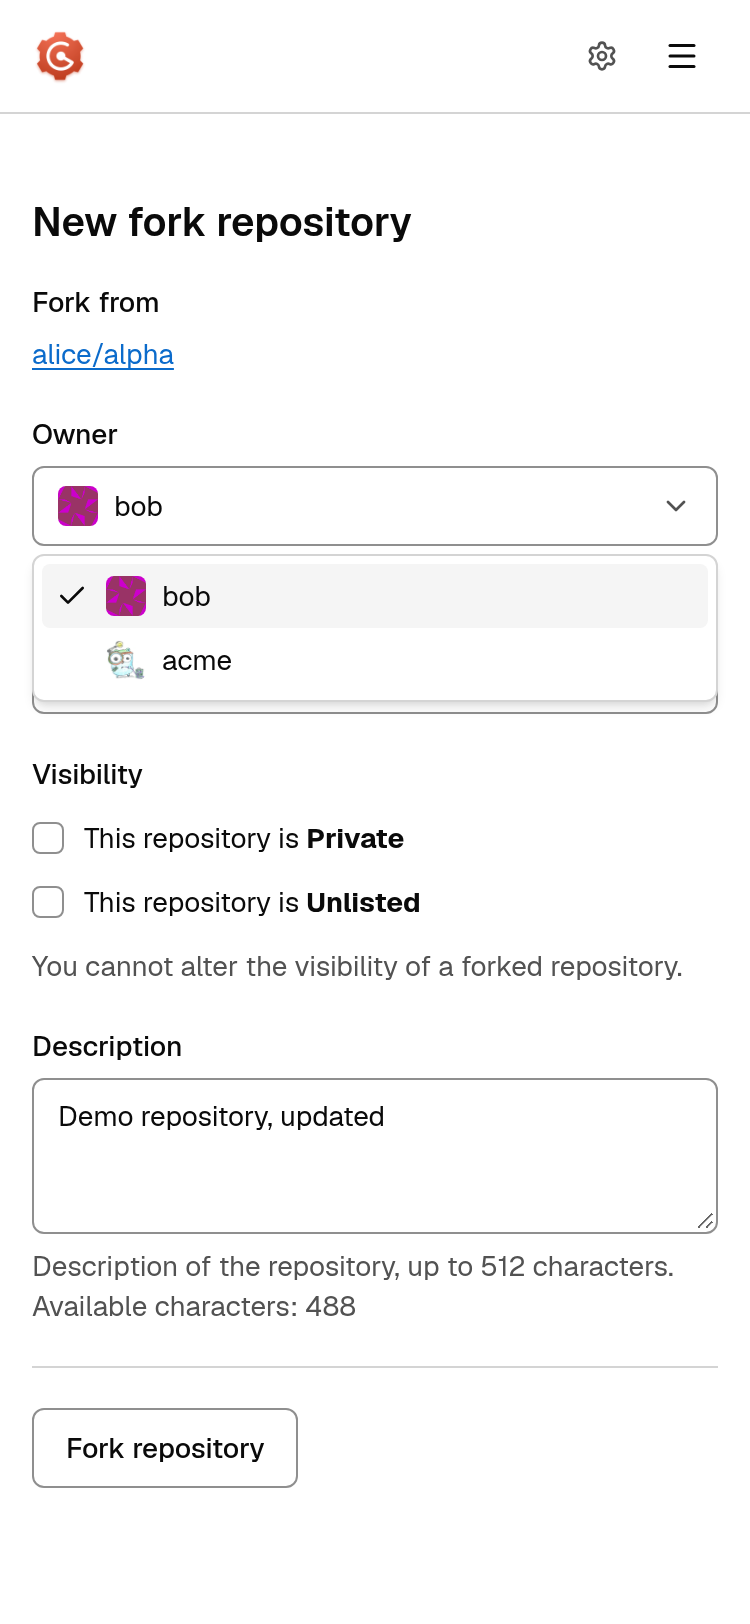 New fork repository
Fork from
alice/alpha
Owner
bob
bob
acme
Visibility
This repository is Private
This repository is Unlisted
You cannot alter the visibility of a forked repository.
Description
Demo repository, updated
Description of the repository, up to 512 characters.
Available characters: 488
Fork repository